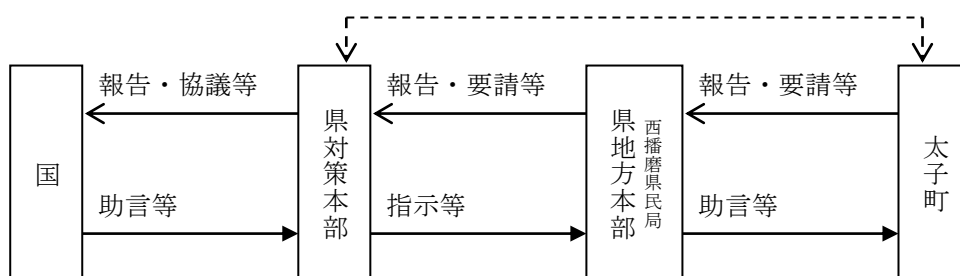 国
報告・協議等
助言等
県対策本部
報告・要請等
指示等
県地方本部
西播磨県民局
報告・要請等
助言等
太子町